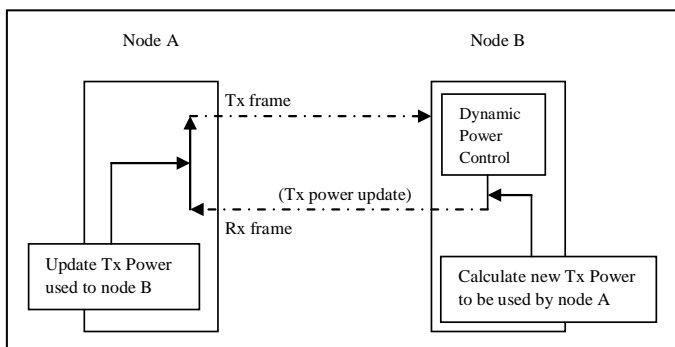 Node A
Node B
Tx frame
Dynamic
Power
Control
(Tx power update)
Rx frame
Update Tx Power
used to node B
Calculate new Tx Power
to be used by node A